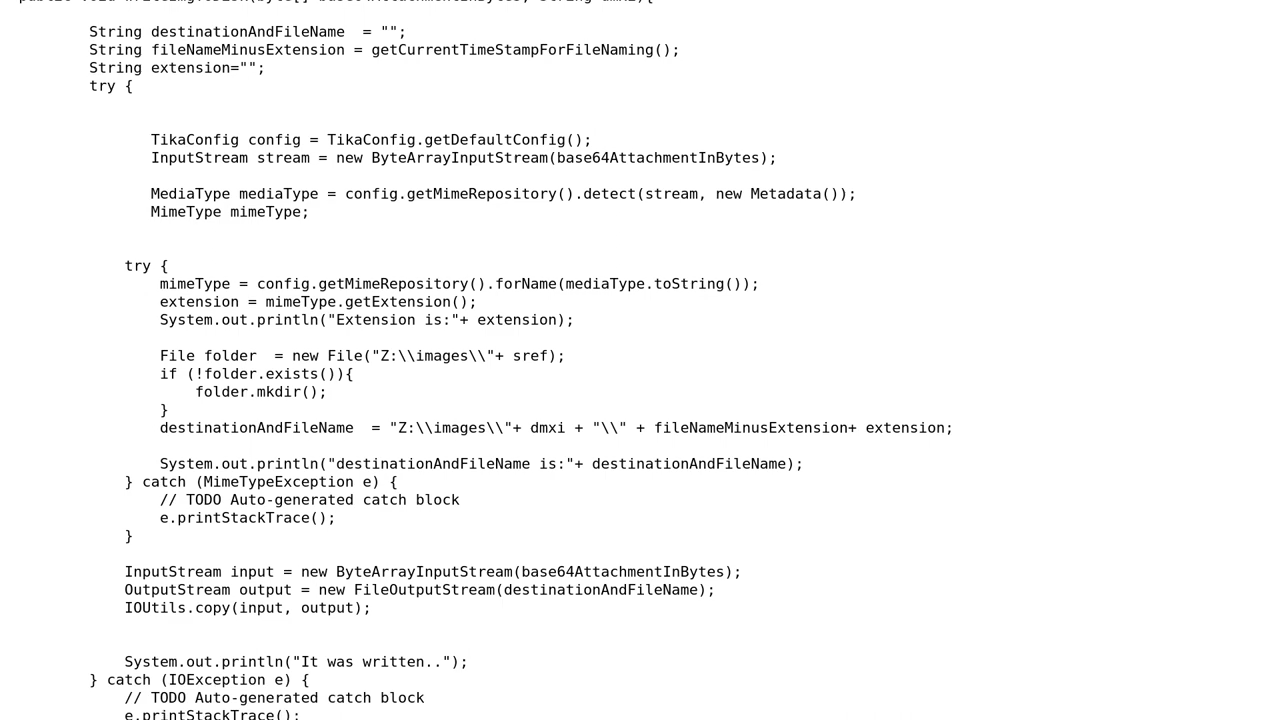 String destinationAndFileName  = "";
String fileNameMinusExtension = getCurrentTimeStampForFileNaming();
String extension="";
try {
TikaConfig config = TikaConfig.getDefaultConfig();
InputStream stream = new ByteArrayInputStream(base64AttachmentInBytes);
MediaType mediaType = config.getMimeRepository().detect(stream, new Metadata());
MimeType mimeType;
try {
mimeType = config.getMimeRepository().forName(mediaType.toString());
extension = mimeType.getExtension();
System.out.println("Extension is:"+ extension);
File folder  = new File("Z:\\images\\"+ sref);
if (!folder.exists()){
folder.mkdir();
}
destinationAndFileName  = "Z:\\images\\"+ dmxi + "\\" + fileNameMinusExtension+ extension;
System.out.println("destinationAndFileName is:"+ destinationAndFileName);
} catch (MimeTypeException e) {
// TODO Auto-generated catch block
e.printStackTrace();
}
InputStream input = new ByteArrayInputStream(base64AttachmentInBytes);
OutputStream output = new FileOutputStream(destinationAndFileName);
IOUtils.copy(input, output);
System.out.println("It was written..");
} catch (IOException e) {
// TODO Auto-generated catch block
e.printStackTrace();